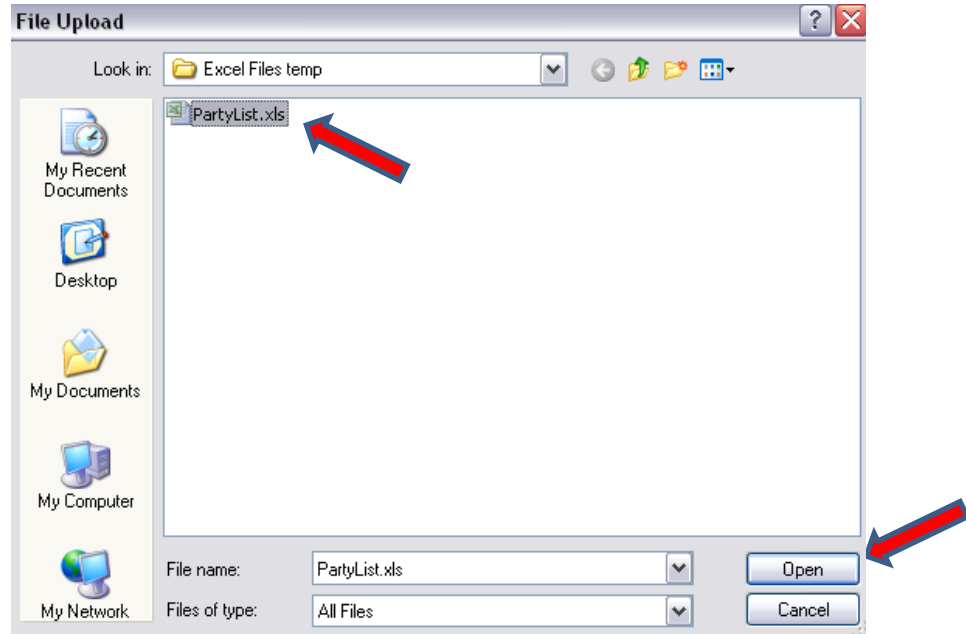 File Upload
Look in:
Excel Files temp
PartyList.xls
My Recent
Documents
Desktop
My Documents
My Computer
My Network
File name:
PartyList.xls
Open
Files of type:
All Files
Cancel